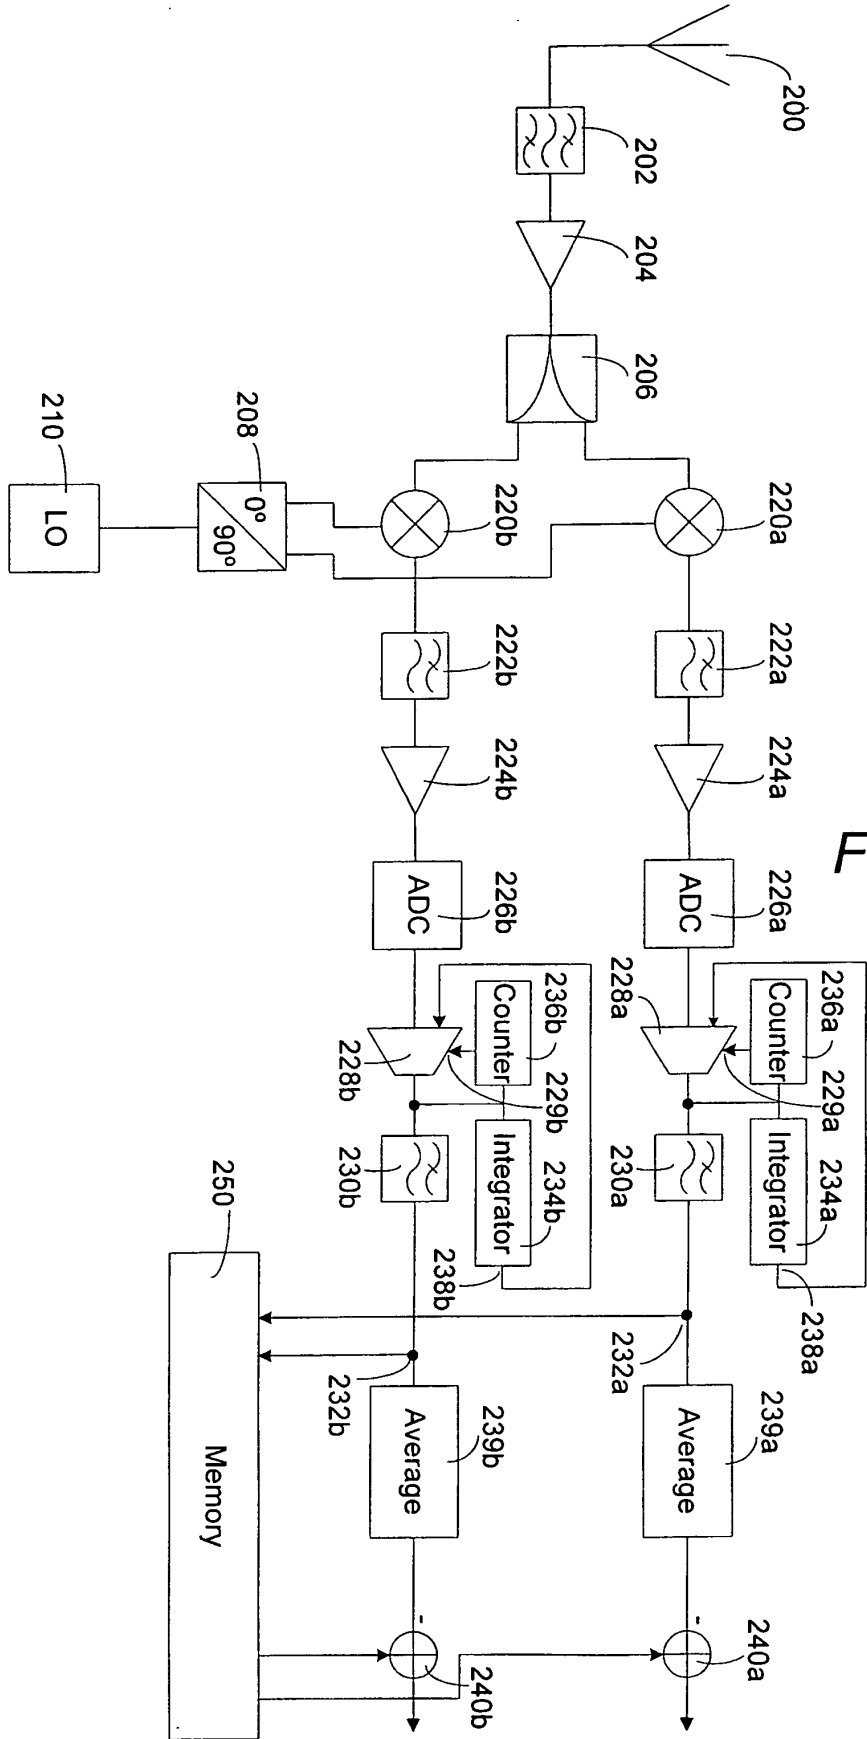 200
202
204
206
208
0º
90º
210
LO
220a
220b
222a
222b
224a
224b
F
226a
ADC
226b
ADC
228a
236a
Counter
229a
234a
Integrator
238a
230a
228b
236b
Counter
229b
234b
Integrator
238b
230b
232a
232b
250
Memory
239a
Average
239b
Average
-
240a
-
240b